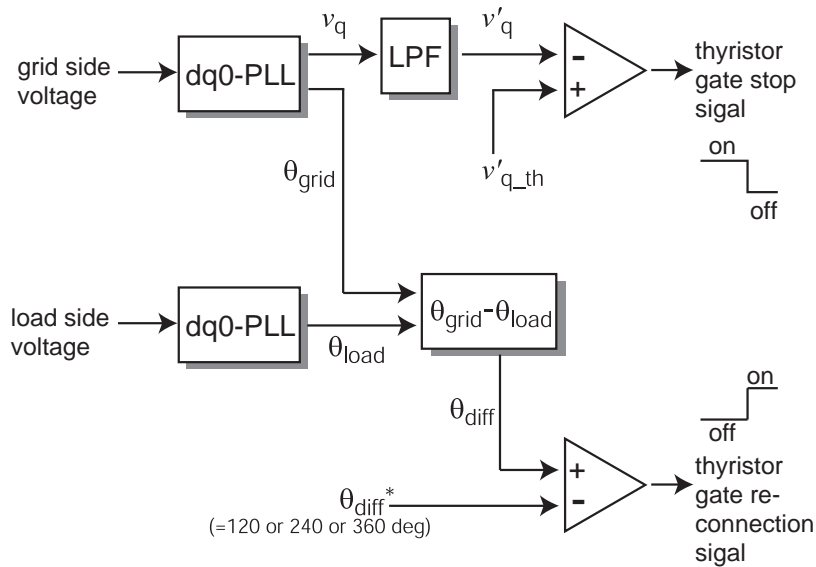 grid side
voltage
dq0-PLL
vq
LPF
v′q
-
+
v′q_th
thyristor
gate stop
sigal
on
off
θgrid
load side
voltage
dq0-PLL
θload
θgrid-θload
θdiff
+
-
θdiff*
(=120 or 240 or 360 deg)
on
off
thyristor
gate re-
connection
sigal